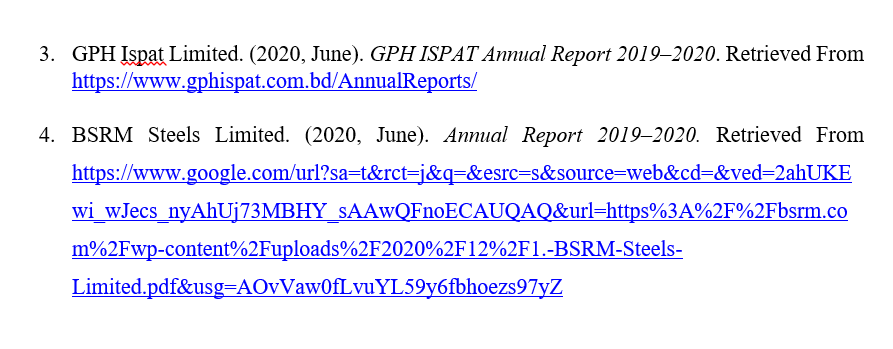 3. GPH Ispat Limited. (2020, June). GPH ISPAT Annual Report 2019–2020. Retrieved From
https://www.gphispat.com.bd/AnnualReports/
4. BSRM Steels Limited. (2020, June). Annual Report 2019–2020. Retrieved From
https://www.google.com/url?sa=t&rct=j&q=&esrc=s&source=web&cd=&ved=2ahUKE
wi_wJecs_nyAhUj73MBHY_sAAwQFnoECAUQAQ&url=https%3A%2F%2Fbsrm.co
m%2Fwp-content%2Fuploads%2F2020%2F12%2F1.-BSRM-Steels-
Limited.pdf&usg=AOvVaw0fLvuYL59y6fbhoezs97yZ